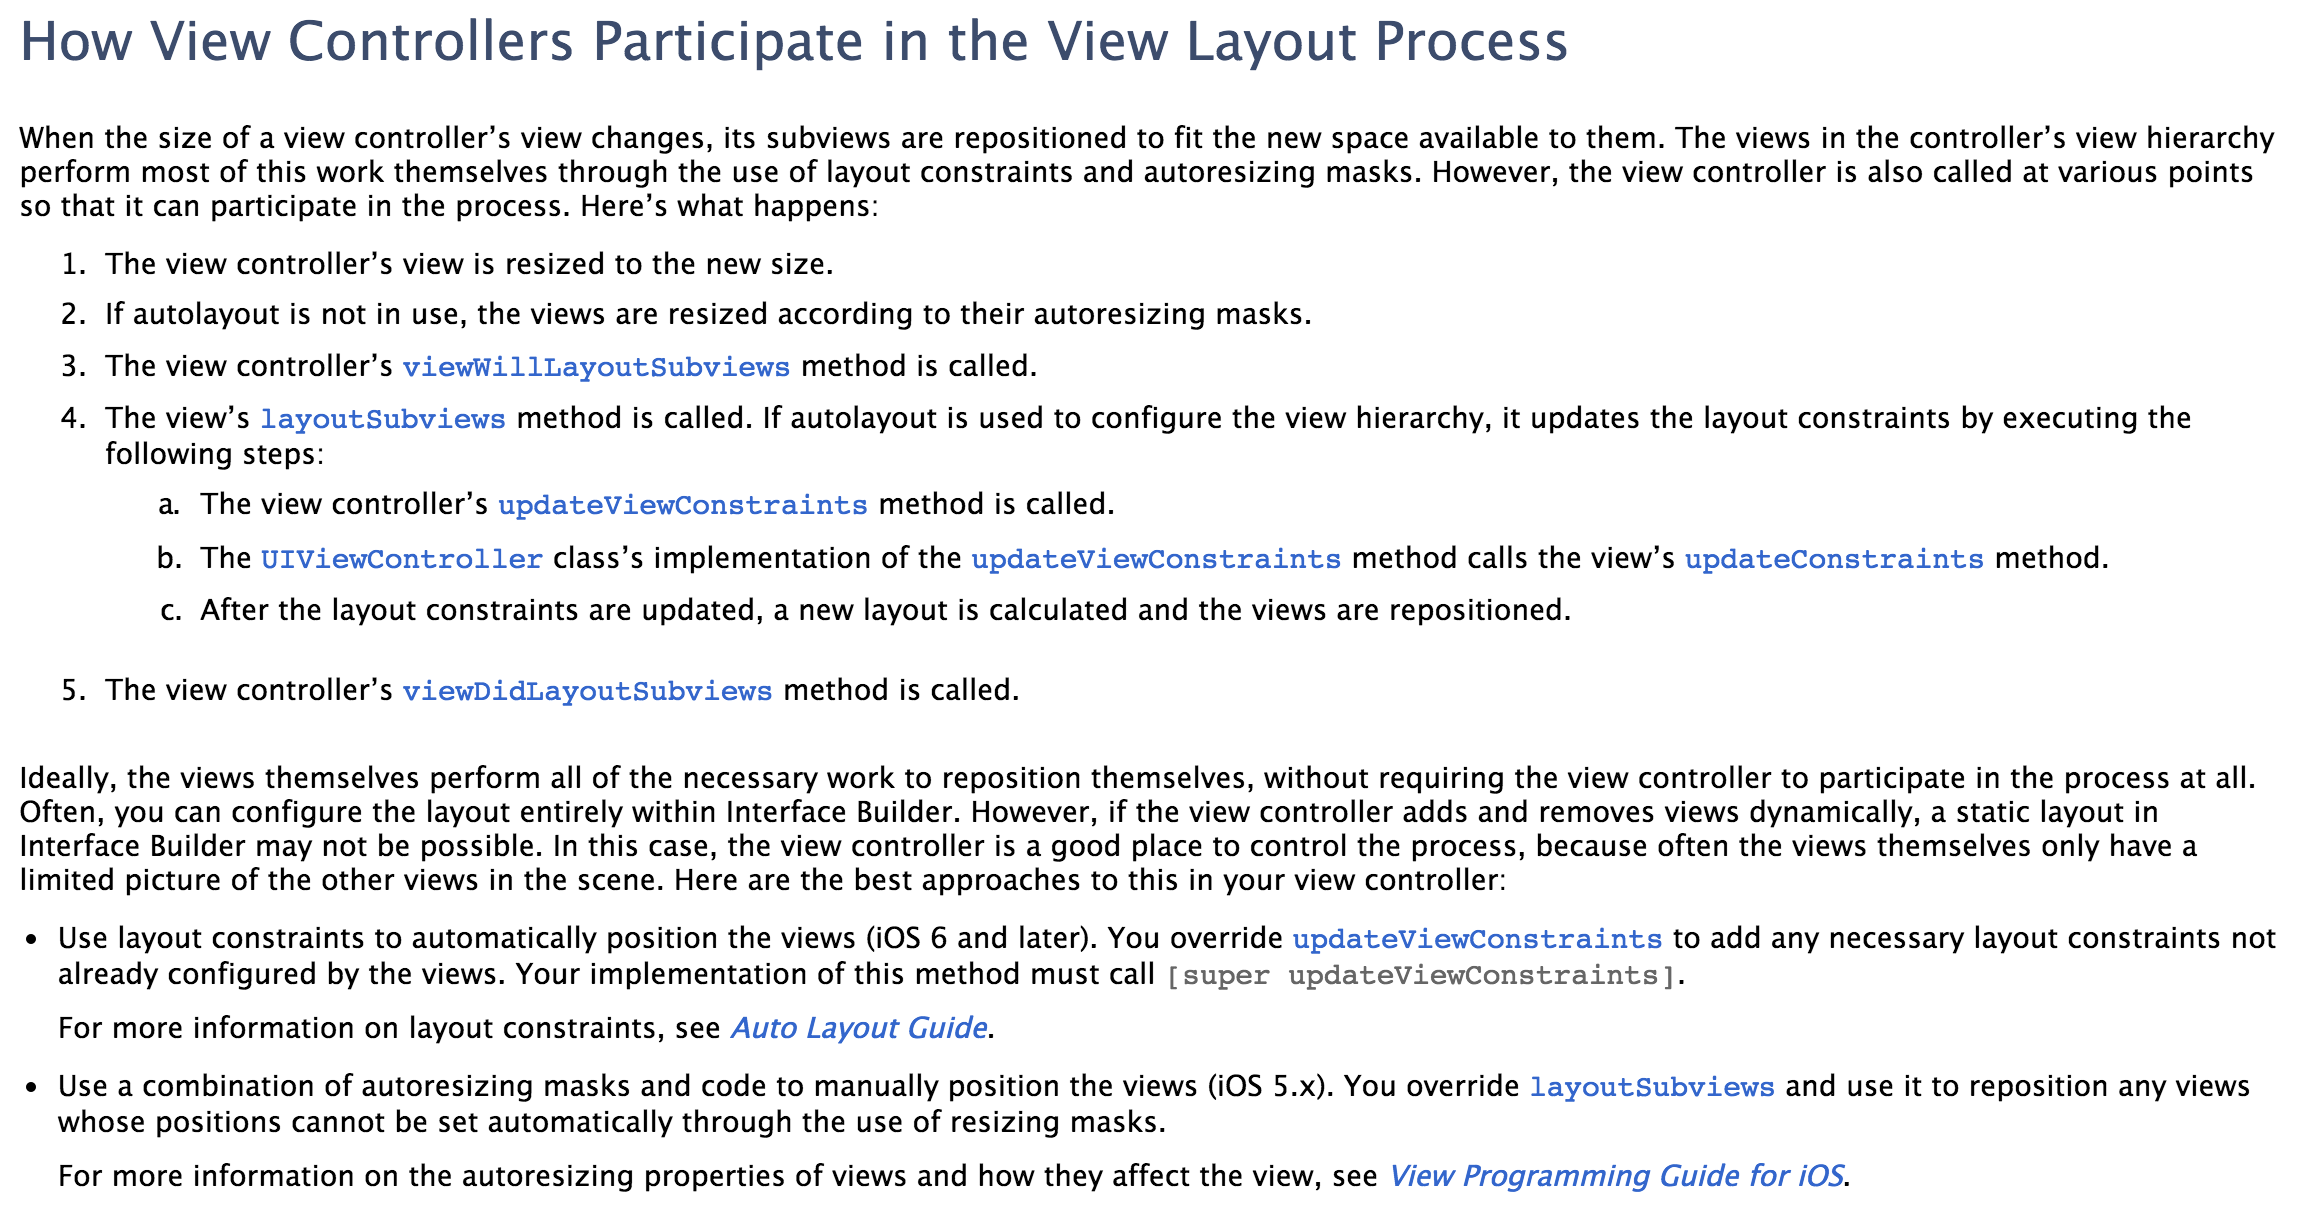 How View Controllers Participate in the View Layout Process
When the size of a view controller’s view changes, its subviews are repositioned to fit the new space available to them. The views in the controller’s view hierarchy
perform most of this work themselves through the use of layout constraints and autoresizing masks. However, the view controller is also called at various points
so that it can participate in the process. Here’s what happens:
1. The view controller’s view is resized to the new size.
2. If autolayout is not in use, the views are resized according to their autoresizing masks.
3. The view controller’s viewWillLayoutSubviews method is called.
4. The view’s layoutSubviews method is called. If autolayout is used to configure the view hierarchy, it updates the layout constraints by executing the
following steps:
a. The view controller’s updateViewConstraints method is called.
b. The UIViewController class’s implementation of the updateViewConstraints method calls the view’s updateConstraints method.
c. After the layout constraints are updated, a new layout is calculated and the views are repositioned.
5. The view controller’s viewDidLayoutSubviews method is called.
Ideally, the views themselves perform all of the necessary work to reposition themselves, without requiring the view controller to participate in the process at all.
Often, you can configure the layout entirely within Interface Builder. However, if the view controller adds and removes views dynamically, a static layout in
Interface Builder may not be possible. In this case, the view controller is a good place to control the process, because often the views themselves only have a
limited picture of the other views in the scene. Here are the best approaches to this in your view controller:
• Use layout constraints to automatically position the views (iOS 6 and later). You override updateViewConstraints to add any necessary layout constraints not
already configured by the views. Your implementation of this method must call [super updateViewConstraints].
For more information on layout constraints, see Auto Layout Guide.
• Use a combination of autoresizing masks and code to manually position the views (iOS 5.x). You override layoutSubviews and use it to reposition any views
whose positions cannot be set automatically through the use of resizing masks.
For more information on the autoresizing properties of views and how they affect the view, see View Programming Guide for iOS.